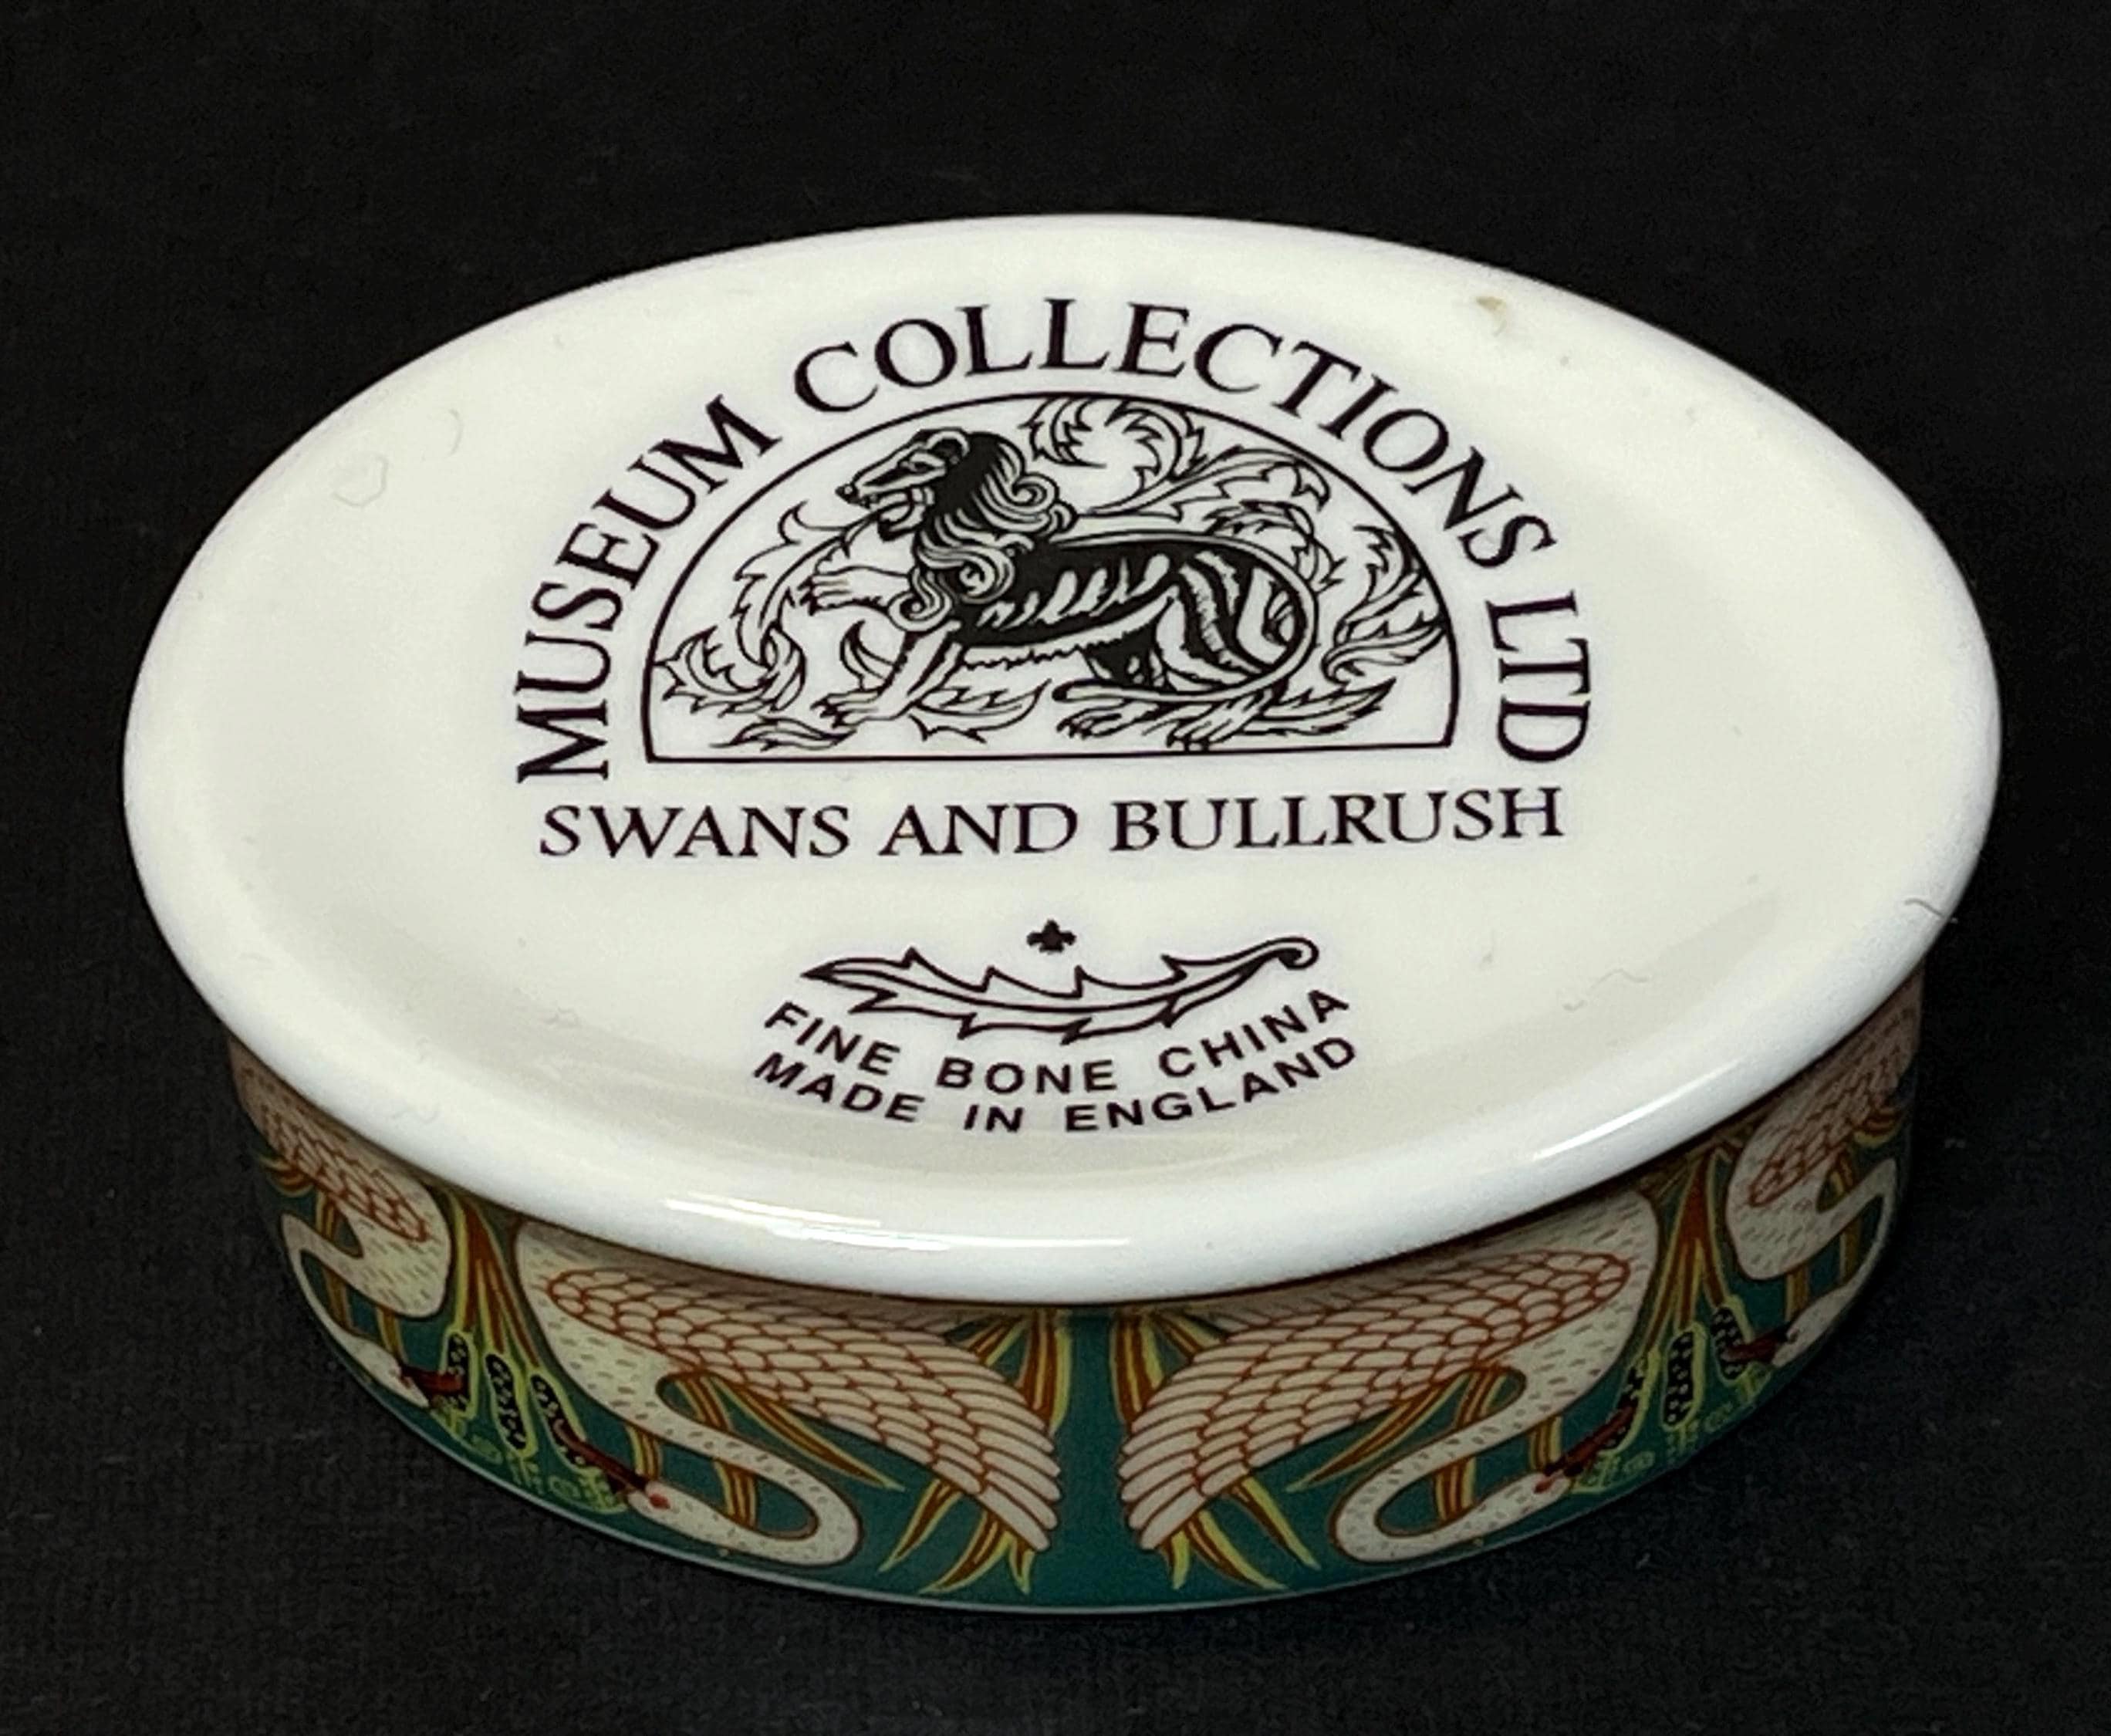 MUSEUM COLLECTIONS LTD
SWANS AND BULLRUSH
FINE BONE CHINA
MADE IN ENGLAND